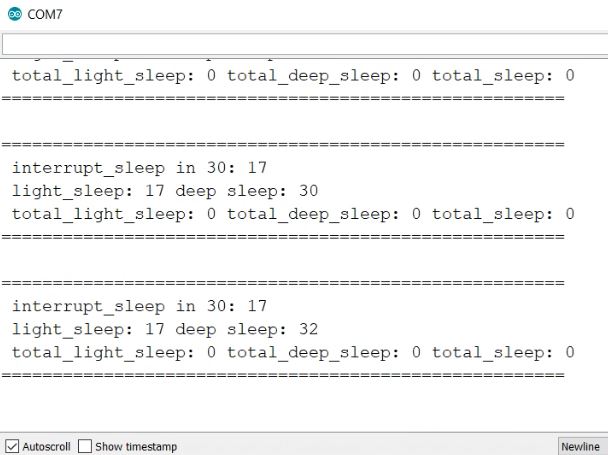 COM7
total_light_sleep: 0 total_deep_sleep: 0 total_sleep: 0
=======================================================
=======================================================
interrupt_sleep in 30: 17
light_sleep: 17 deep sleep: 30
total_light_sleep: 0 total_deep_sleep: 0 total_sleep: 0
=======================================================
=======================================================
interrupt_sleep in 30: 17
light_sleep: 17 deep sleep: 32
total_light_sleep: 0 total_deep_sleep: 0 total_sleep: 0
=======================================================
Autoscroll Show timestamp Newline